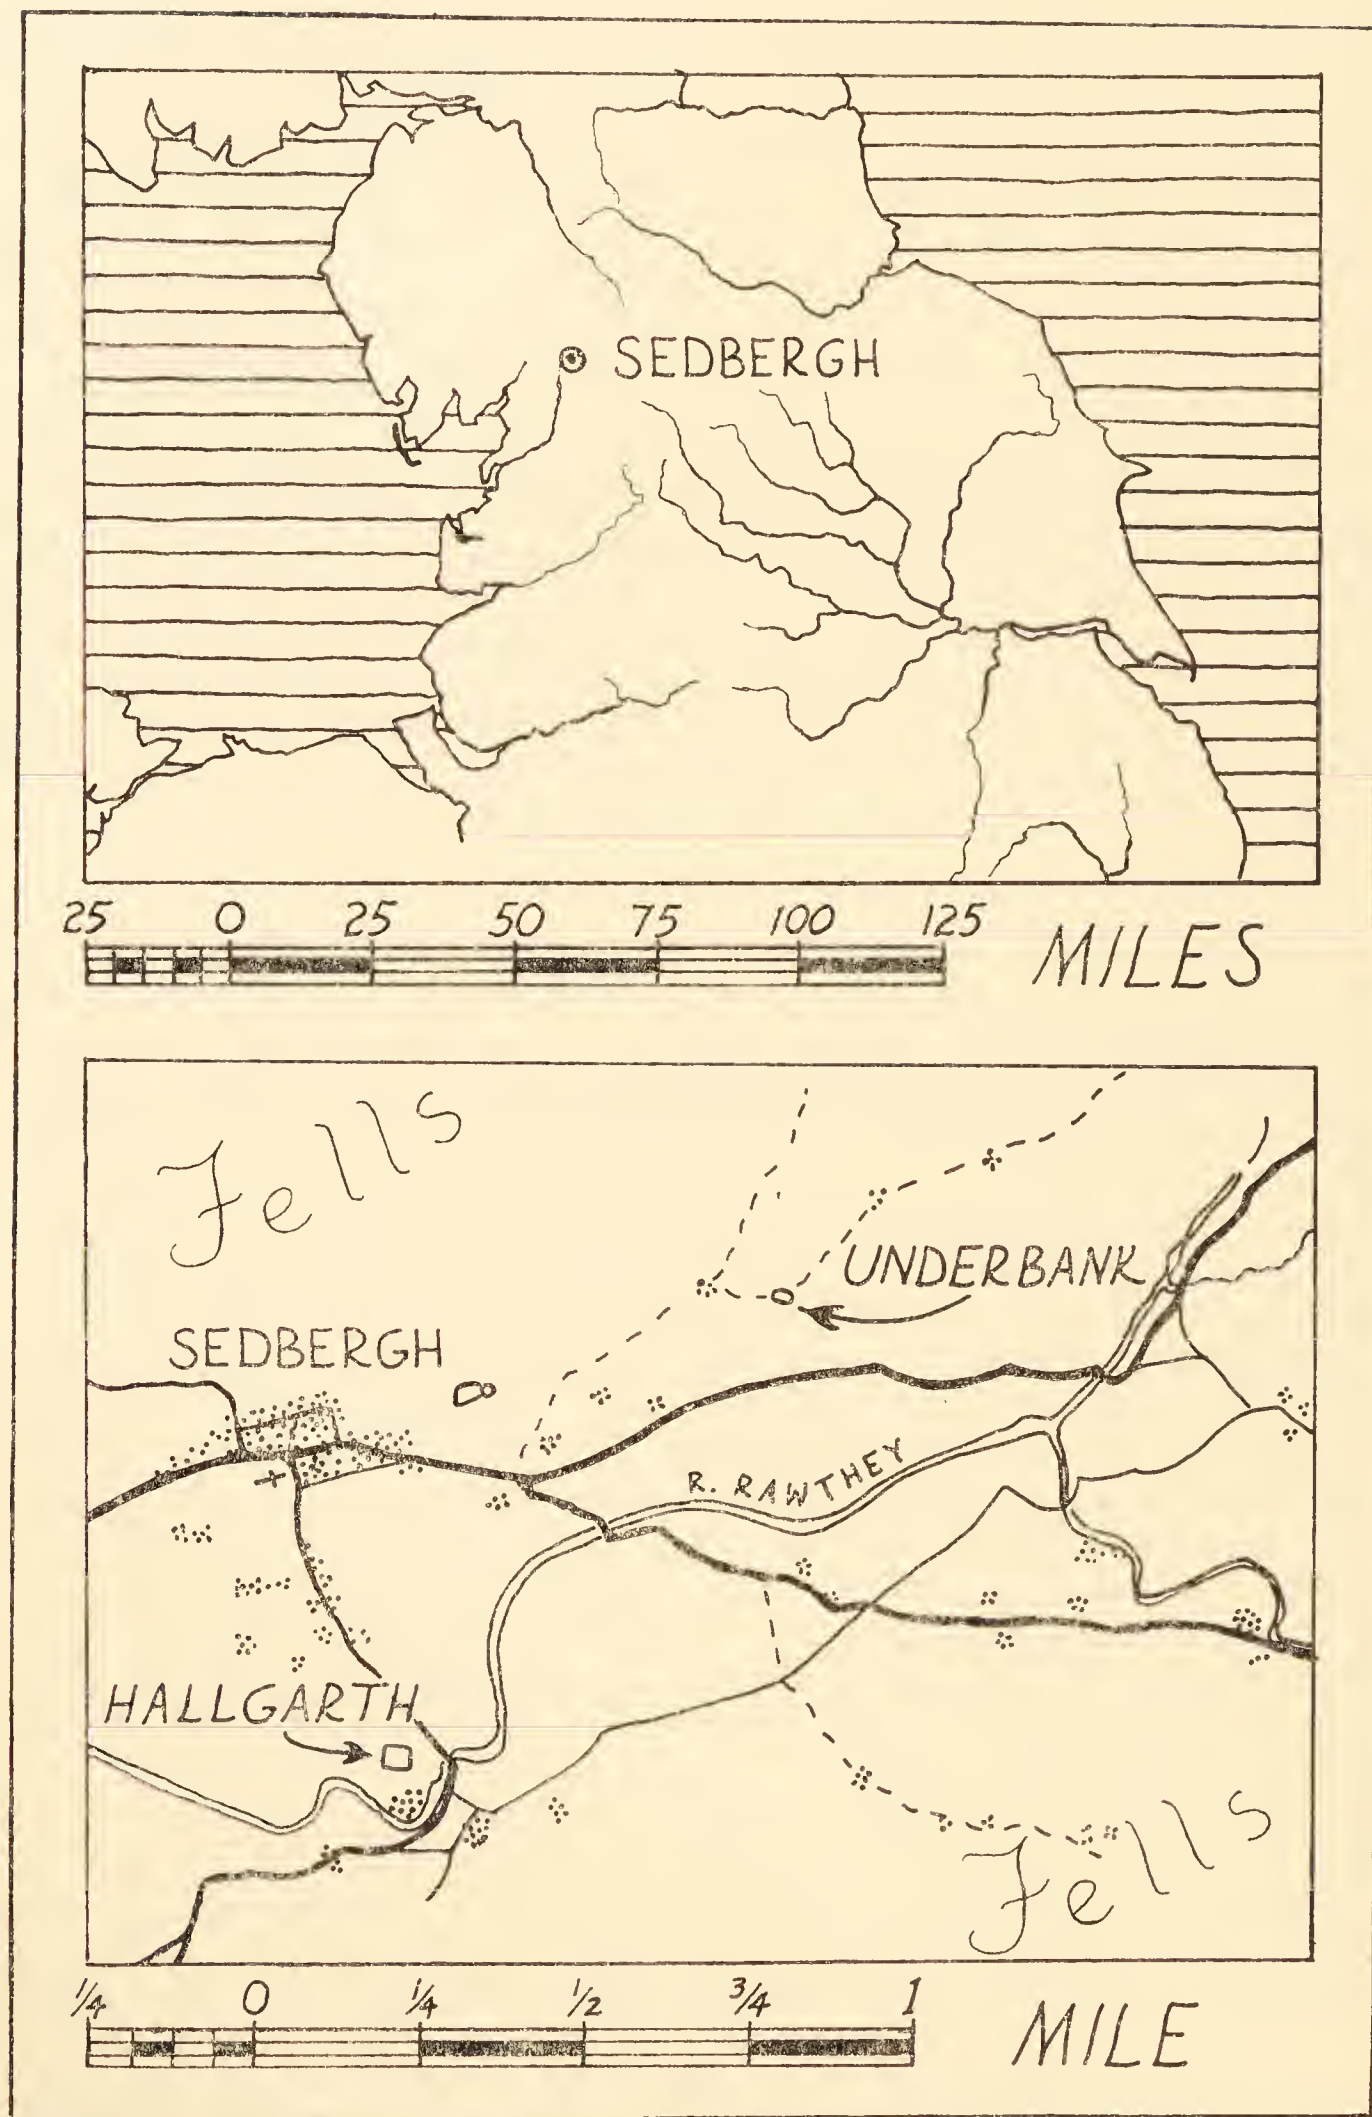 SEDBERGH
25 0 25 50 75 100 125
MILES
Fells
UNDERBANK
SEDBERGH
R. RAWTHEY
HALLGARTH
Fells
1/4 0 1/4 1/2 3/4 1
MILE